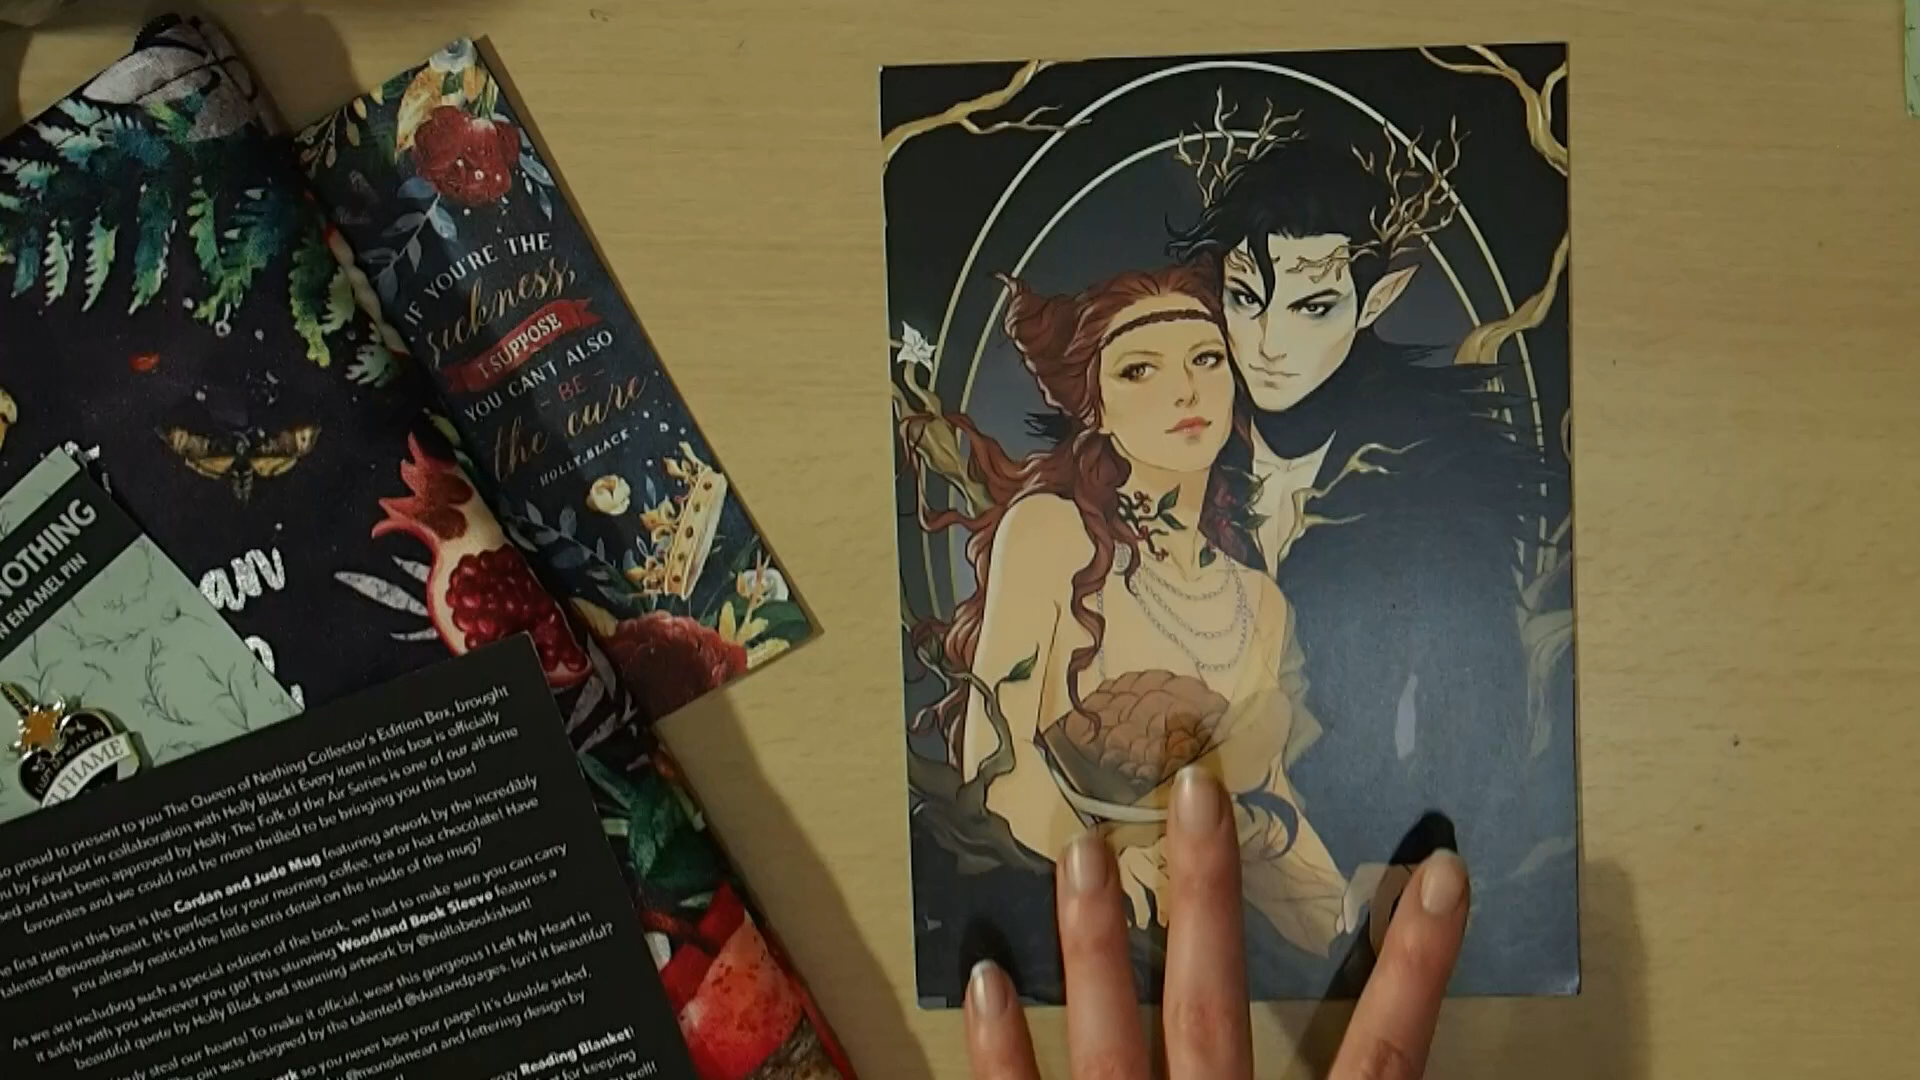 IF YOU'RE THE
sickness,
I SUPPOSE
YOU CAN'T ALSO
- BE -
the cure
HOLLY BLACK
NOTHING
ENAMEL PIN
I LEFT MY HEART IN
ELFHAME
proud to present to you The Queen of Nothing Collector's Edition Box, brought
you by FairyLoot in collaboration with Holly Black! Every item in this box is officially
and has been approved by Holly. The Folk of the Air Series is one of our all-time
favourites and we could not be more thrilled to be bringing you this box!
first item in this box is the Cardan and Jude Mug featuring artwork by the incredibly
talented @monolimeart. It's perfect for your morning coffee, tea or hot chocolate! Have
you already noticed the little extra detail on the inside of the mug?
As we are including such a special edition of the book, we had to make sure you can carry
it safely with you wherever you go! This stunning Woodland Book Sleeve features a
beautiful quote by Holly Black and stunning artwork by @stellabookishart!
steal our hearts! To make it official, wear this gorgeous I Left My Heart in
pin was designed by the talented @dustandpages. Isn't it beautiful?
so you never lose your page! It's double sided,
by @monolimeart and lettering design by
Reading Blanket!
for keeping
well!